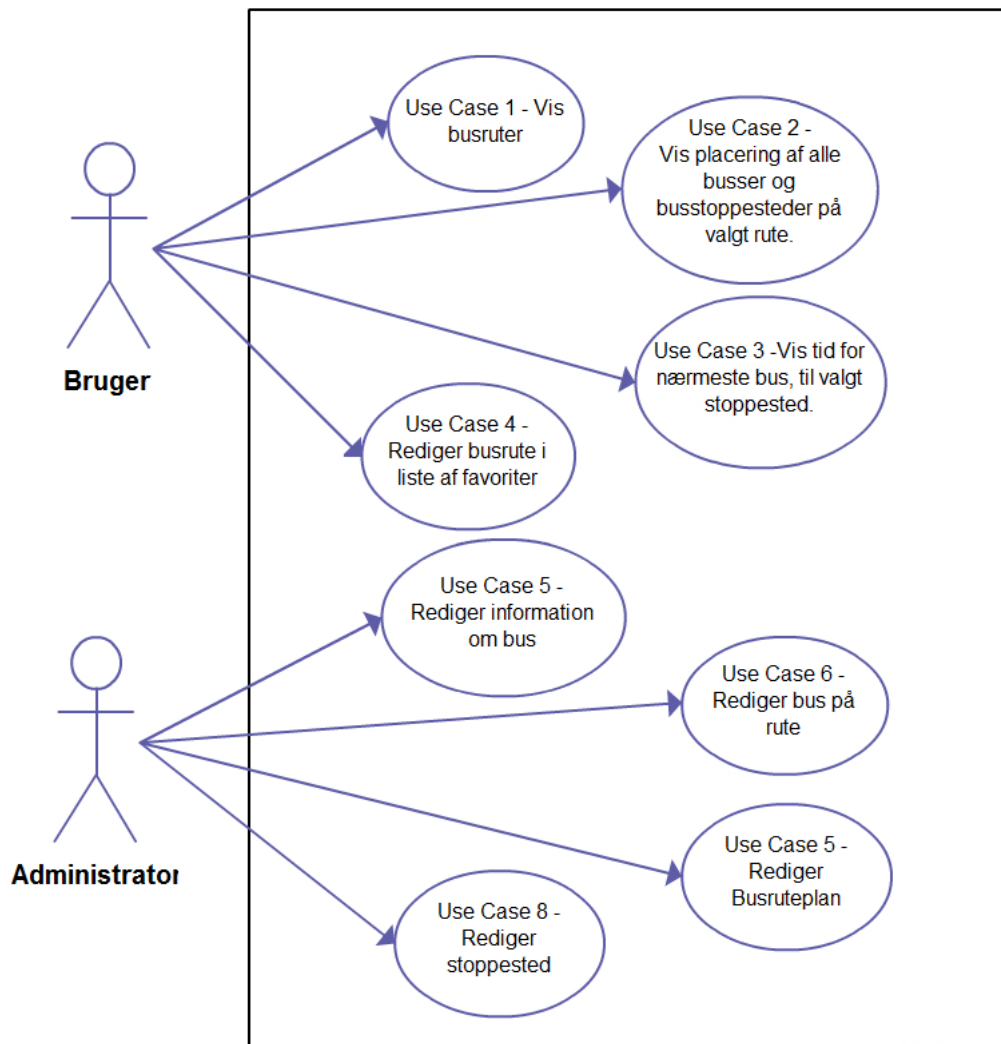 Use Case 1 - Vis
busruter
Use Case 2 -
Vis placering af alle
busser og
busstoppesteder på
valgt rute.
Bruger
Use Case 3 -Vis tid for
nærmeste bus, til valgt
stoppested.
Use Case 4 -
Rediger busrute i
liste af favoriter
Use Case 5 -
Rediger information
om bus
Use Case 6 -
Rediger bus på
rute
Administrator
Use Case 5 -
Rediger
Busruteplan
Use Case 8 -
Rediger
stoppested